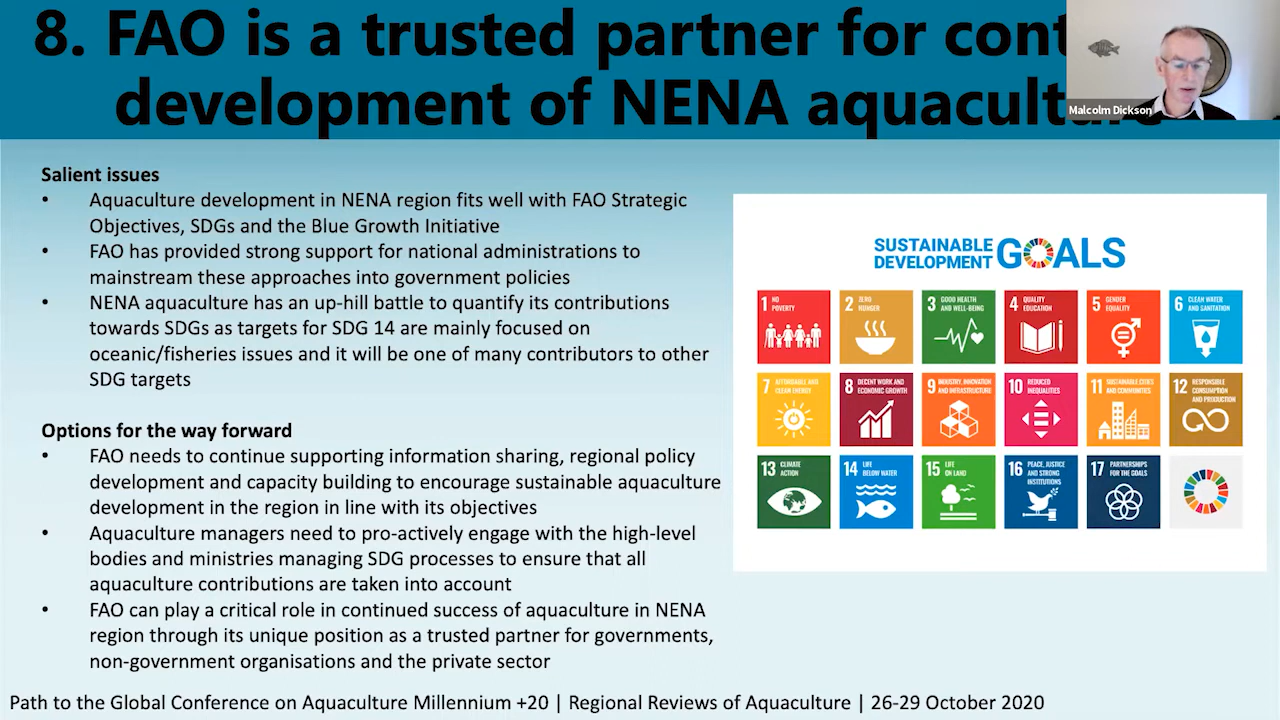 8. FAO is a trusted partner for cont
development of NENA aquaculture
Malcolm Dickson
Salient issues
• Aquaculture development in NENA region fits well with FAO Strategic
Objectives, SDGs and the Blue Growth Initiative
• FAO has provided strong support for national administrations to
mainstream these approaches into government policies
• NENA aquaculture has an up-hill battle to quantify its contributions
towards SDGs as targets for SDG 14 are mainly focused on
oceanic/fisheries issues and it will be one of many contributors to other
SDG targets
Options for the way forward
• FAO needs to continue supporting information sharing, regional policy
development and capacity building to encourage sustainable aquaculture
development in the region in line with its objectives
• Aquaculture managers need to pro-actively engage with the high-level
bodies and ministries managing SDG processes to ensure that all
aquaculture contributions are taken into account
• FAO can play a critical role in continued success of aquaculture in NENA
region through its unique position as a trusted partner for governments,
non-government organisations and the private sector
SUSTAINABLE
DEVELOPMENT GOALS
1 NO
POVERTY
2 ZERO
HUNGER
3 GOOD HEALTH
AND WELL-BEING
4 QUALITY
EDUCATION
5 GENDER
EQUALITY
6 CLEAN WATER
AND SANITATION
7 AFFORDABLE AND
CLEAN ENERGY
8 DECENT WORK AND
ECONOMIC GROWTH
9 INDUSTRY, INNOVATION
AND INFRASTRUCTURE
10 REDUCED
INEQUALITIES
11 SUSTAINABLE CITIES
AND COMMUNITIES
12 RESPONSIBLE
CONSUMPTION
AND PRODUCTION
13 CLIMATE
ACTION
14 LIFE
BELOW WATER
15 LIFE
ON LAND
16 PEACE, JUSTICE
AND STRONG
INSTITUTIONS
17 PARTNERSHIPS
FOR THE GOALS
Path to the Global Conference on Aquaculture Millennium +20 | Regional Reviews of Aquaculture | 26-29 October 2020